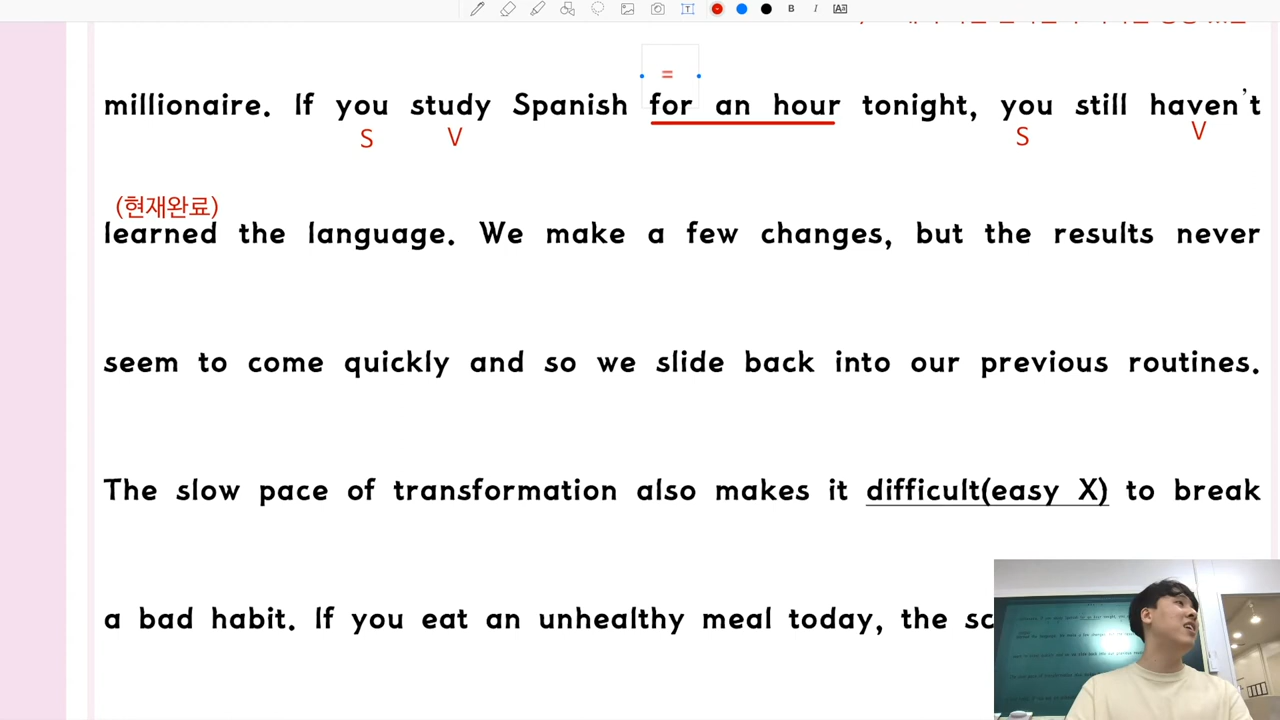 =
millionaire. If you study Spanish for an hour tonight, you still haven't
S V S V
(현재완료)
learned the language. We make a few changes, but the results never
seem to come quickly and so we slide back into our previous routines.
The slow pace of transformation also makes it difficult(easy X) to break
a bad habit. If you eat an unhealthy meal today, the